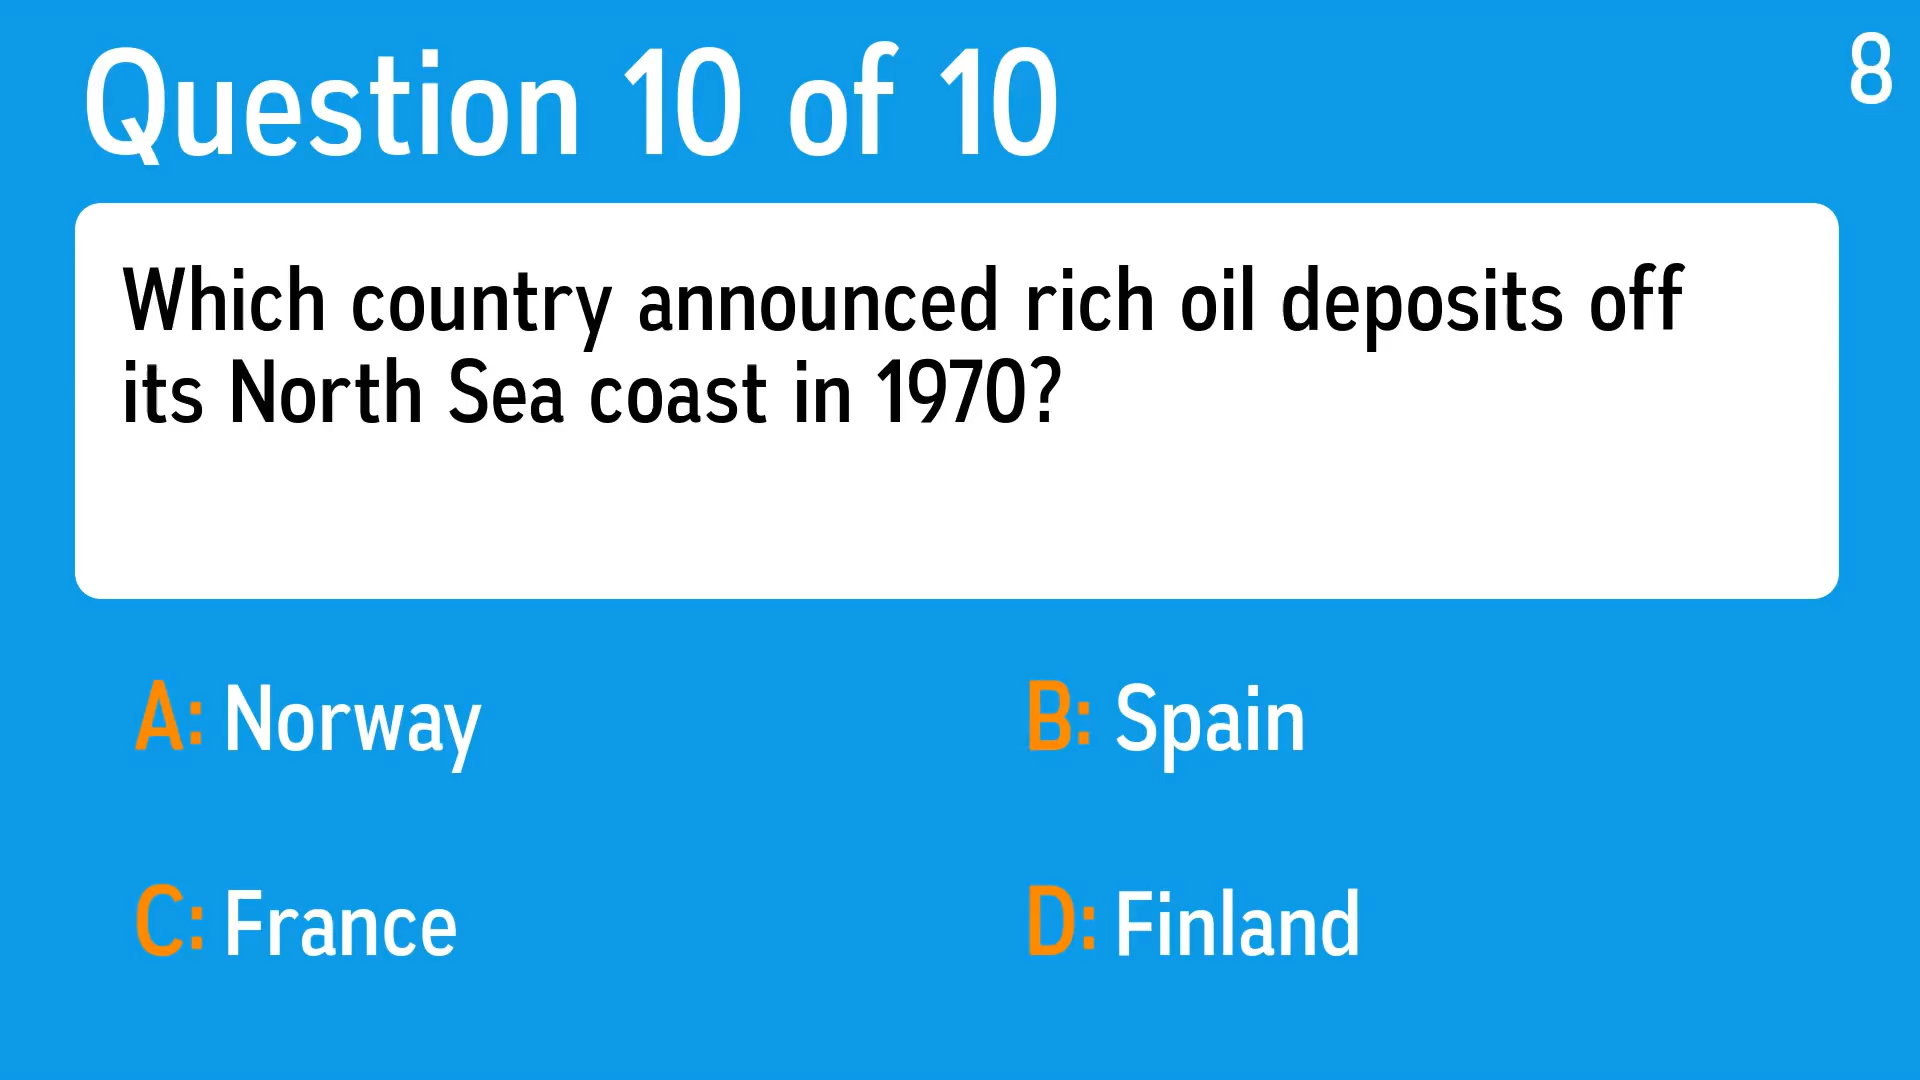 Question 10 of 10
8
Which country announced rich oil deposits off
its North Sea coast in 1970?
A: Norway
B: Spain
C: France
D: Finland